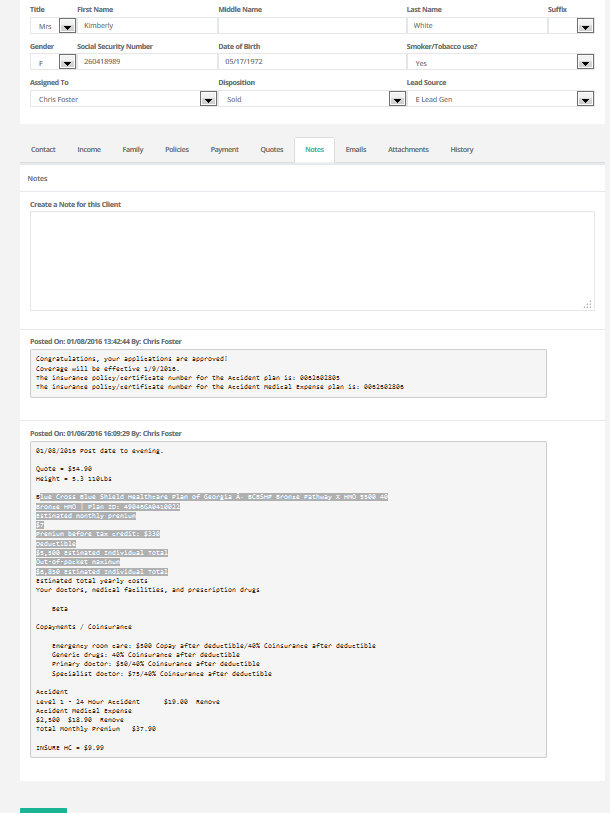 Title First Name Middle Name Last Name Suffix
Mrs Kimberly White
Gender Social Security Number Date of Birth Smoker/Tobacco use?
F 260418989 05/17/1972 Yes
Assigned To Disposition Lead Source
Chris Foster Sold E Lead Gen
Contact Income Family Policies Payment Quotes Notes Emails Attachments History
Notes
Create a Note for this Client
Posted On: 01/08/2016 13:42:44 By: Chris Foster
Congratulations, your applications are approved!
Coverage will be effective 1/9/2016.
The insurance policy/certificate number for the Accident plan is: 0062602805
The insurance policy/certificate number for the Accident Medical Expense plan is: 0062602806
Posted On: 01/06/2016 16:09:29 By: Chris Foster
01/08/2016 Post date to evening.
Quote = $54.90
Height = 5.3 110Lbs
Blue Cross Blue Shield Healthcare Plan of Georgia Â· BCBSHP Bronze Pathway X HMO 5500 40
Bronze HMO | Plan ID:
Estimated monthly premium
$7
Premium before tax credit: $330
Deductible
$5,500 Estimated Individual Total
Out-of-pocket maximum
$6,850 Estimated Individual Total
Estimated total yearly costs
Your doctors, medical facilities, and prescription drugs
Beta
Copayments / Coinsurance
Emergency room care: $500 Copay after deductible/40% Coinsurance after deductible
Generic drugs: 40% Coinsurance after deductible
Primary doctor: $50/40% Coinsurance after deductible
Specialist doctor: $75/40% Coinsurance after deductible
Accident
Level 1 - 24 Hour Accident $19.00 Remove
Accident Medical Expense
$2,500 $18.90 Remove
Total Monthly Premium $37.90
INSURE HC = $9.99